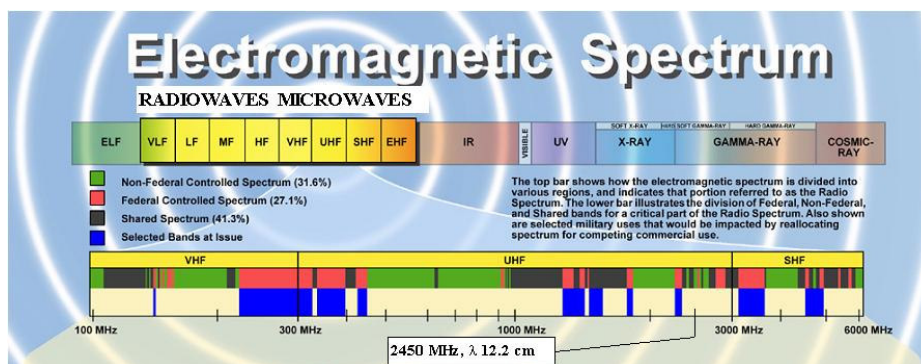 Electromagnetic Spectrum
RADIOWAVES MICROWAVES
SOFT X-RAY SOFT GAMMA-RAY HARD GAMMA-RAY
ELF VLF LF MF HF VHF UHF SHF EHF IR VISIBLE UV X-RAY GAMMA-RAY COSMIC-RAY
Non-Federal Controlled Spectrum (31.6%)
Federal Controlled Spectrum (27.1%)
Shared Spectrum (41.3%)
Selected Bands at Issue
The top bar shows how the electromagnetic spectrum is divided into
various regions, and indicates that portion referred to as the Radio
Spectrum. The lower bar illustrates the division of Federal, Non-Federal,
and Shared bands for a critical part of the Radio Spectrum. Also shown
are selected military uses that would be impacted by reallocating
spectrum for competing commercial use.
VHF UHF SHF
100 MHz 300 MHz 1000 MHz 3000 MHz 6000 MHz
2450 MHz, λ 12.2 cm